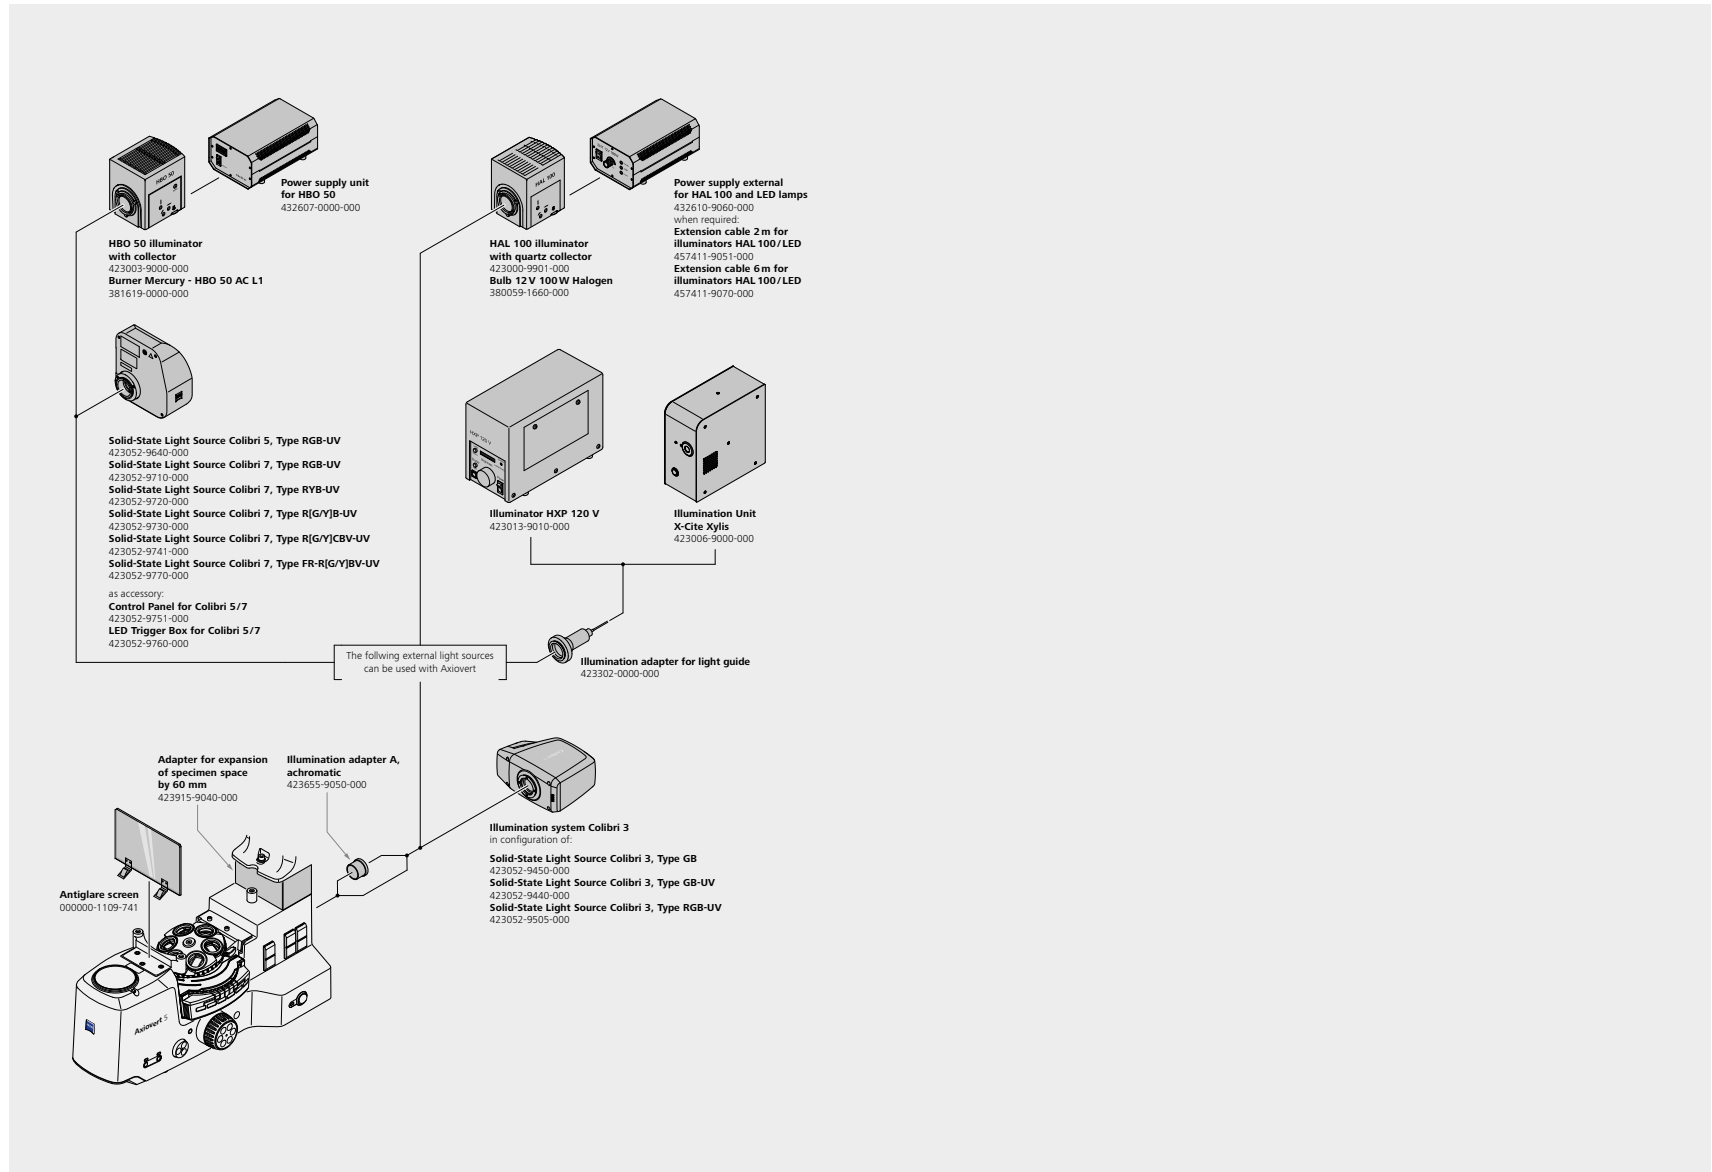 HBO 50
Power supply unit
for HBO 50
432607-0000-000
HBO 50 illuminator
with collector
423003-9000-000
Burner Mercury - HBO 50 AC L1
381619-0000-000
HAL 100
Power supply external
for HAL 100 and LED lamps
432610-9060-000
when required:
Extension cable 2 m for
illuminators HAL 100/LED
457411-9051-000
Extension cable 6 m for
illuminators HAL 100/LED
457411-9070-000
HAL 100 illuminator
with quartz collector
423000-9901-000
Bulb 12 V 100 W Halogen
380059-1660-000
Solid-State Light Source Colibri 5, Type RGB-UV
423052-9640-000
Solid-State Light Source Colibri 7, Type RGB-UV
423052-9710-000
Solid-State Light Source Colibri 7, Type RYB-UV
423052-9720-000
Solid-State Light Source Colibri 7, Type R[G/Y]B-UV
423052-9730-000
Solid-State Light Source Colibri 7, Type R[G/Y]CBV-UV
423052-9741-000
Solid-State Light Source Colibri 7, Type FR-R[G/Y]BV-UV
423052-9770-000
as accessory:
Control Panel for Colibri 5/7
423052-9751-000
LED Trigger Box for Colibri 5/7
423052-9760-000
HXP 120 V
Illuminator HXP 120 V
423013-9010-000
Illumination Unit
X-Cite Xylis
423006-9000-000
The follwing external light sources
can be used with Axiovert
Illumination adapter for light guide
423302-0000-000
Adapter for expansion
of specimen space
by 60 mm
423915-9040-000
Illumination adapter A,
achromatic
423655-9050-000
Illumination system Colibri 3
in configuration of:
Solid-State Light Source Colibri 3, Type GB
423052-9450-000
Solid-State Light Source Colibri 3, Type GB-UV
423052-9440-000
Solid-State Light Source Colibri 3, Type RGB-UV
423052-9505-000
Antiglare screen
000000-1109-741
Axiovert 5